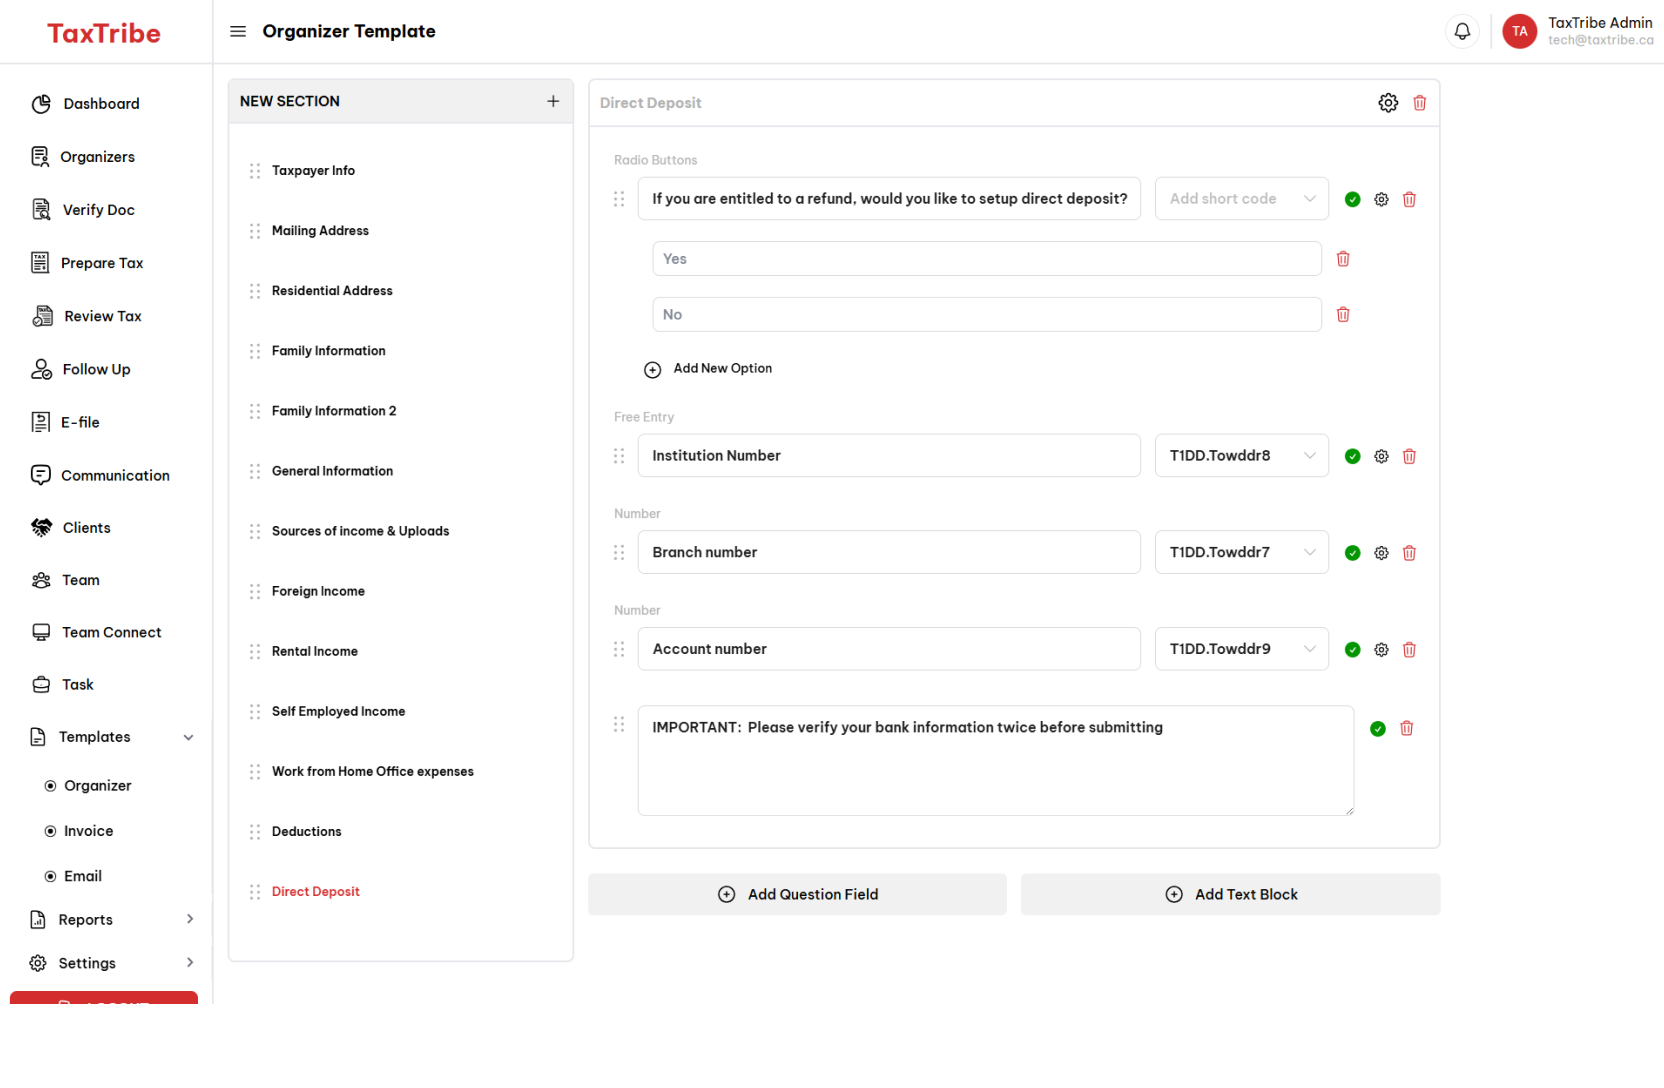 TaxTribe
Organizer Template
TA
TaxTribe Admin
tech@taxtribe.ca
Dashboard
Organizers
Verify Doc
Prepare Tax
Review Tax
Follow Up
E-file
Communication
Clients
Team
Team Connect
Task
Templates
Organizer
Invoice
Email
Reports
Settings
NEW SECTION
Taxpayer Info
Mailing Address
Residential Address
Family Information
Family Information 2
General Information
Sources of income & Uploads
Foreign Income
Rental Income
Self Employed Income
Work from Home Office expenses
Deductions
Direct Deposit
Direct Deposit
Radio Buttons
If you are entitled to a refund, would you like to setup direct deposit?
Add short code
Yes
No
Add New Option
Free Entry
Institution Number
T1DD.Towddr8
Number
Branch number
T1DD.Towddr7
Number
Account number
T1DD.Towddr9
IMPORTANT:  Please verify your bank information twice before submitting
Add Question Field
Add Text Block